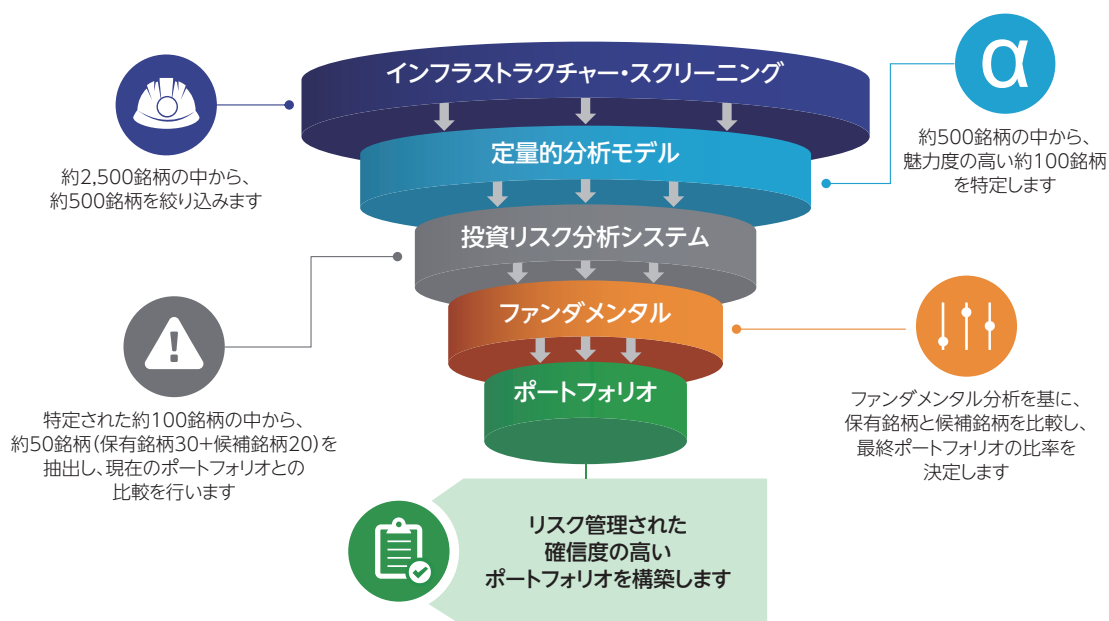 インフラストラクチャー・スクリーニング
定量的分析モデル
投資リスク分析システム
ファンダメンタル
ポートフォリオ
約2,500銘柄の中から、
約500銘柄を絞り込みます
α
約500銘柄の中から、
魅力度の高い約100銘柄
を特定します
特定された約100銘柄の中から、
約50銘柄(保有銘柄30+候補銘柄20)を
抽出し、現在のポートフォリオとの
比較を行います
ファンダメンタル分析を基に、
保有銘柄と候補銘柄を比較し、
最終ポートフォリオの比率を
決定します
リスク管理された
確信度の高い
ポートフォリオを構築します